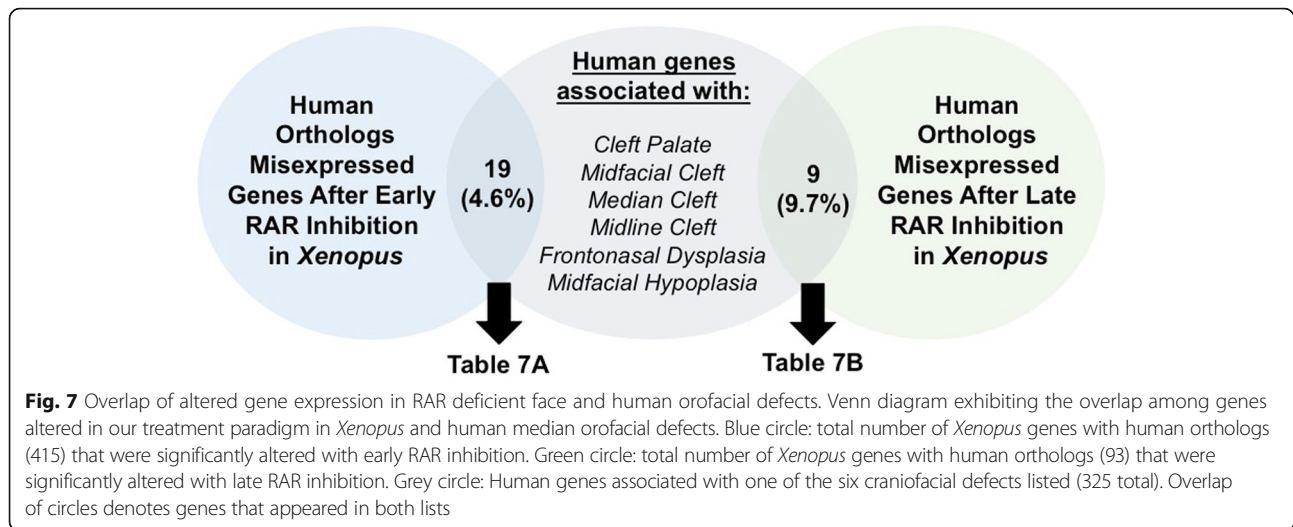 Human
Orthologs
Misexpressed
Genes After Early
RAR Inhibition
in Xenopus
19
(4.6%)
Human genes
associated with:
Cleft Palate
Midfacial Cleft
Median Cleft
Midline Cleft
Frontonasal Dysplasia
Midfacial Hypoplasia
9
(9.7%)
Human
Orthologs
Misexpressed
Genes After Late
RAR Inhibition
in Xenopus
Table 7A
Table 7B
Fig. 7 Overlap of altered gene expression in RAR deficient face and human orofacial defects. Venn diagram exhibiting the overlap among genes
altered in our treatment paradigm in Xenopus and human median orofacial defects. Blue circle: total number of Xenopus genes with human orthologs
(415) that were significantly altered with early RAR inhibition. Green circle: total number of Xenopus genes with human orthologs (93) that were
significantly altered with late RAR inhibition. Grey circle: Human genes associated with one of the six craniofacial defects listed (325 total). Overlap
of circles denotes genes that appeared in both lists